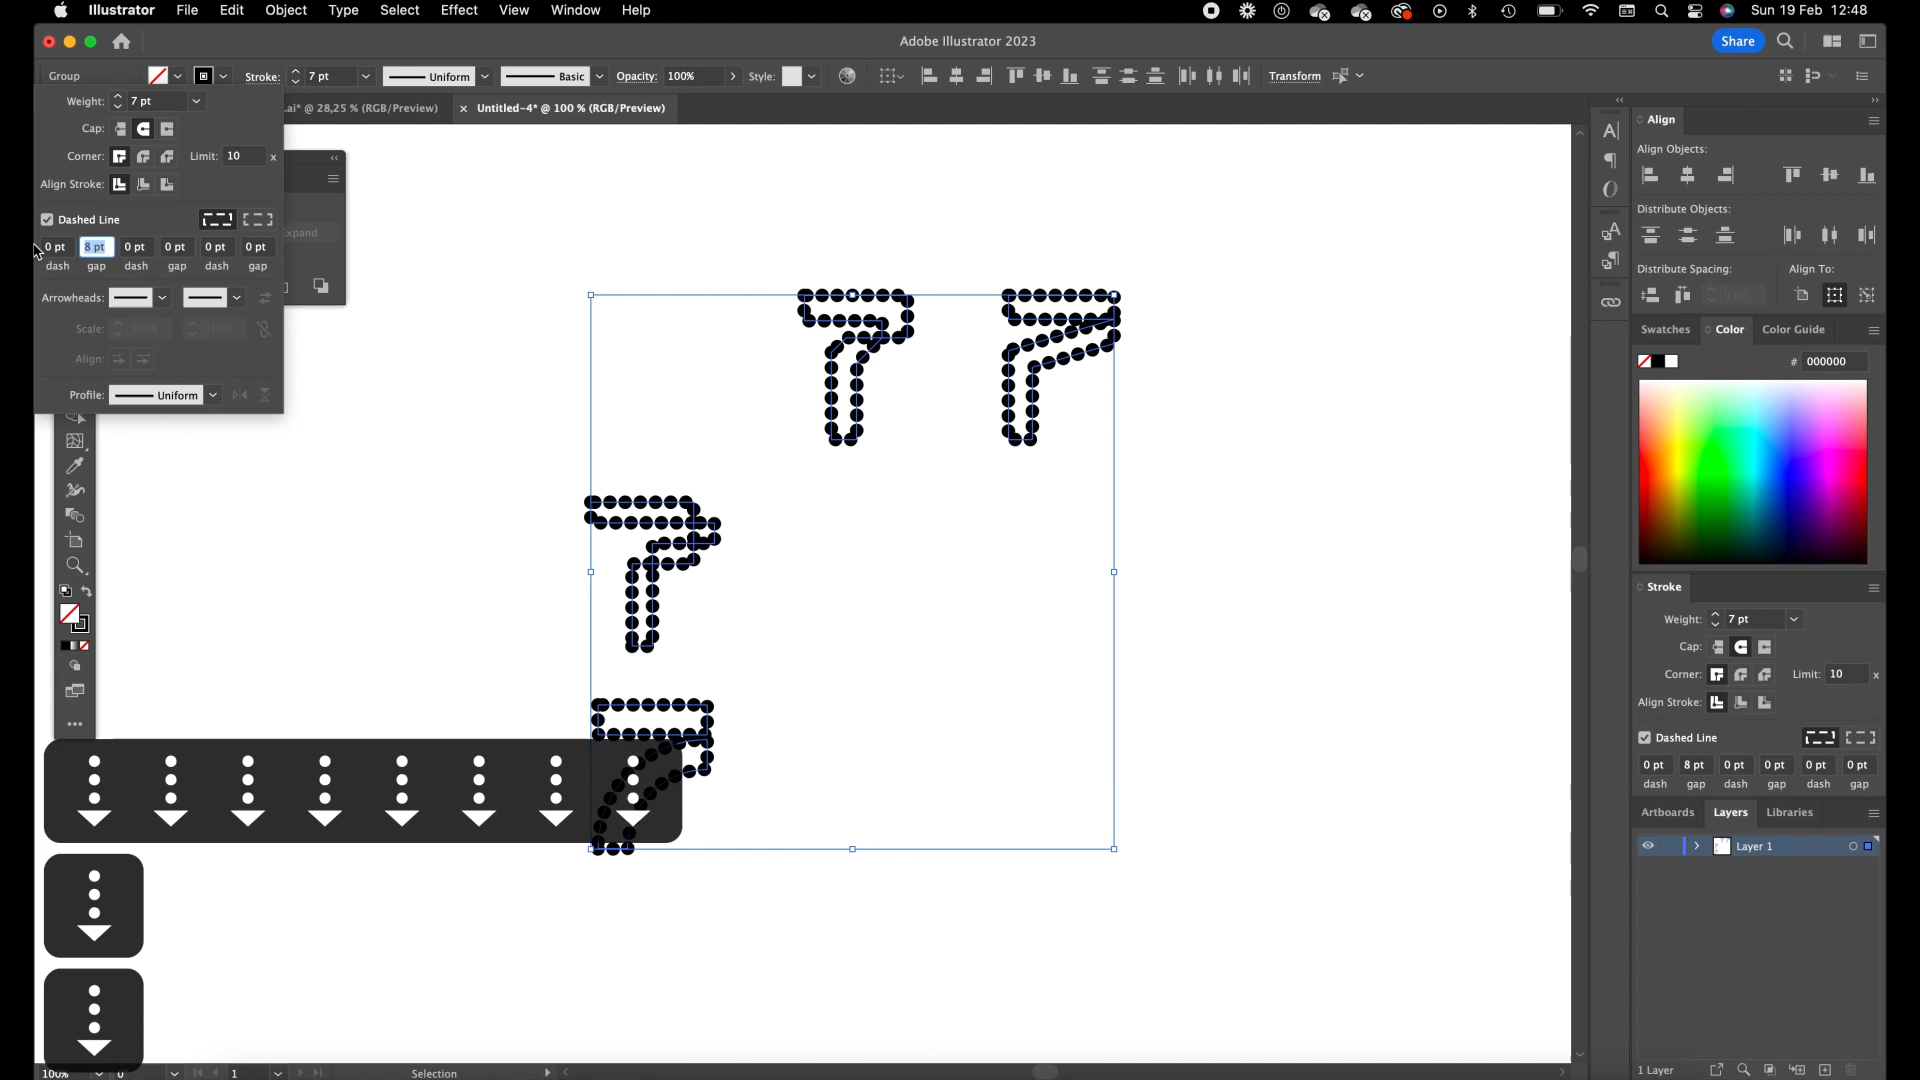 Illustrator File Edit Object Type Select Effect View Window Help
Sun 19 Feb 12:48
Adobe Illustrator 2023
Share
Group
Stroke: 7 pt
Uniform
Basic
Opacity: 100%
Style:
Transform
.ai* @ 28,25 % (RGB/Preview)
× Untitled-4* @ 100 % (RGB/Preview)
Weight: 7 pt
Cap:
Corner:
Limit: 10 x
Align Stroke:
Dashed Line
0 pt 8 pt 0 pt 0 pt 0 pt 0 pt
dash gap dash gap dash gap
Arrowheads:
Scale: 100% 100%
Align:
Profile: Uniform
Expand
Align
Align Objects:
Distribute Objects:
Distribute Spacing:
Align To:
0 px
Swatches Color Color Guide
# 000000
Stroke
Weight: 7 pt
Cap:
Corner:
Limit: 10 x
Align Stroke:
Dashed Line
0 pt 8 pt 0 pt 0 pt 0 pt 0 pt
dash gap dash gap dash gap
Artboards Layers Libraries
Layer 1
1 Layer
100% 0 1 Selection